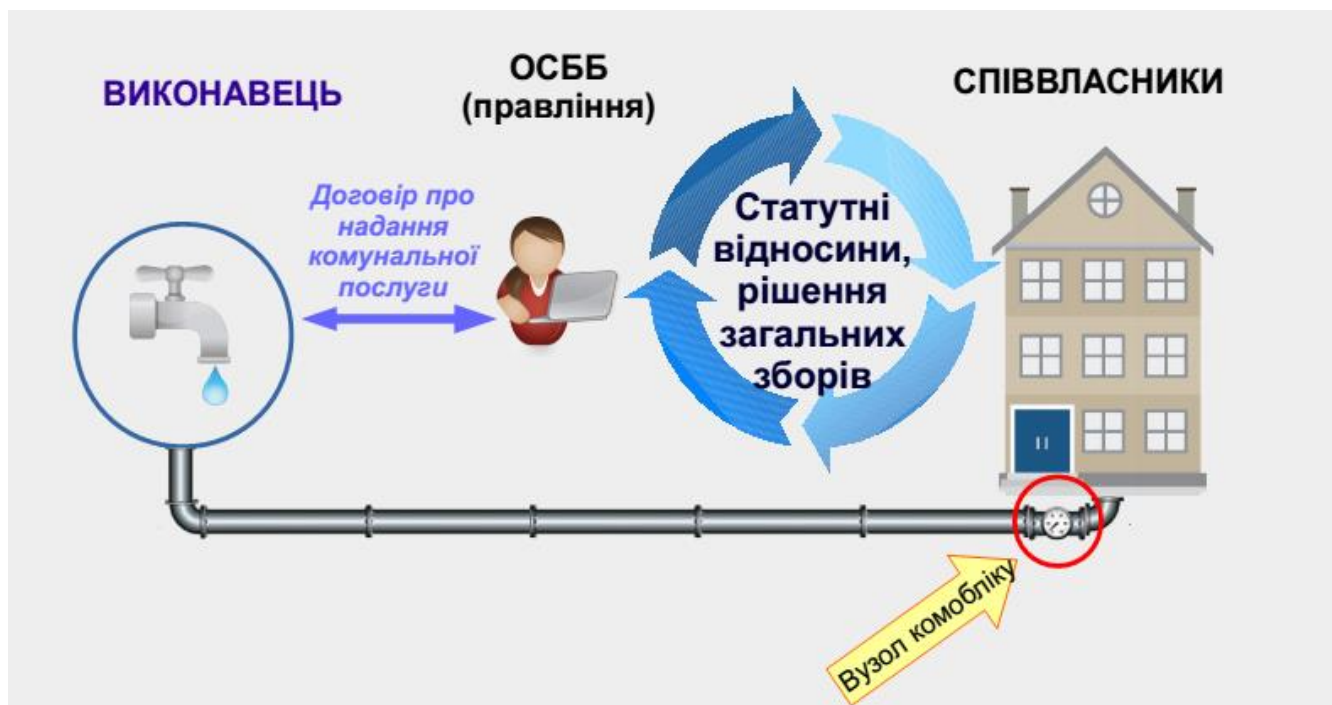 ВИКОНАВЕЦЬ
ОСББ
(правління)
СПІВВЛАСНИКИ
Договір про
надання
комунальної
послуги
Статутні
відносини,
рішення
загальних
зборів
Вузол комобліку